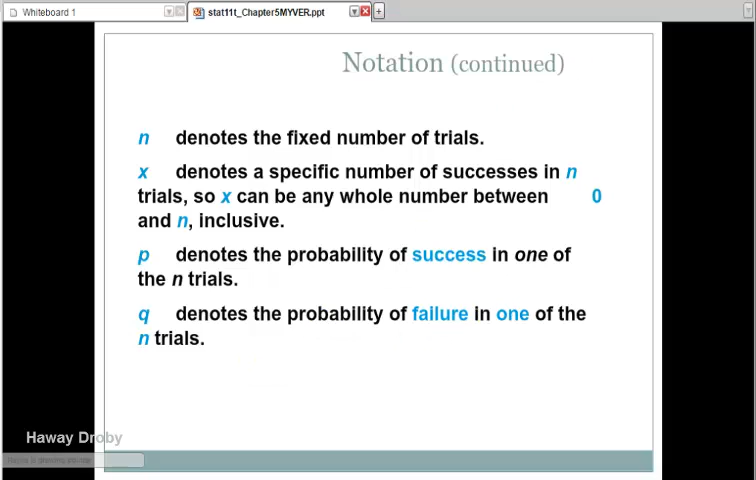 Whiteboard 1
stat11t_Chapter5MYVER.ppt
Notation (continued)
n denotes the fixed number of trials.
x denotes a specific number of successes in n
trials, so x can be any whole number between 0
and n, inclusive.
p denotes the probability of success in one of
the n trials.
q denotes the probability of failure in one of the
n trials.
Haway Droby